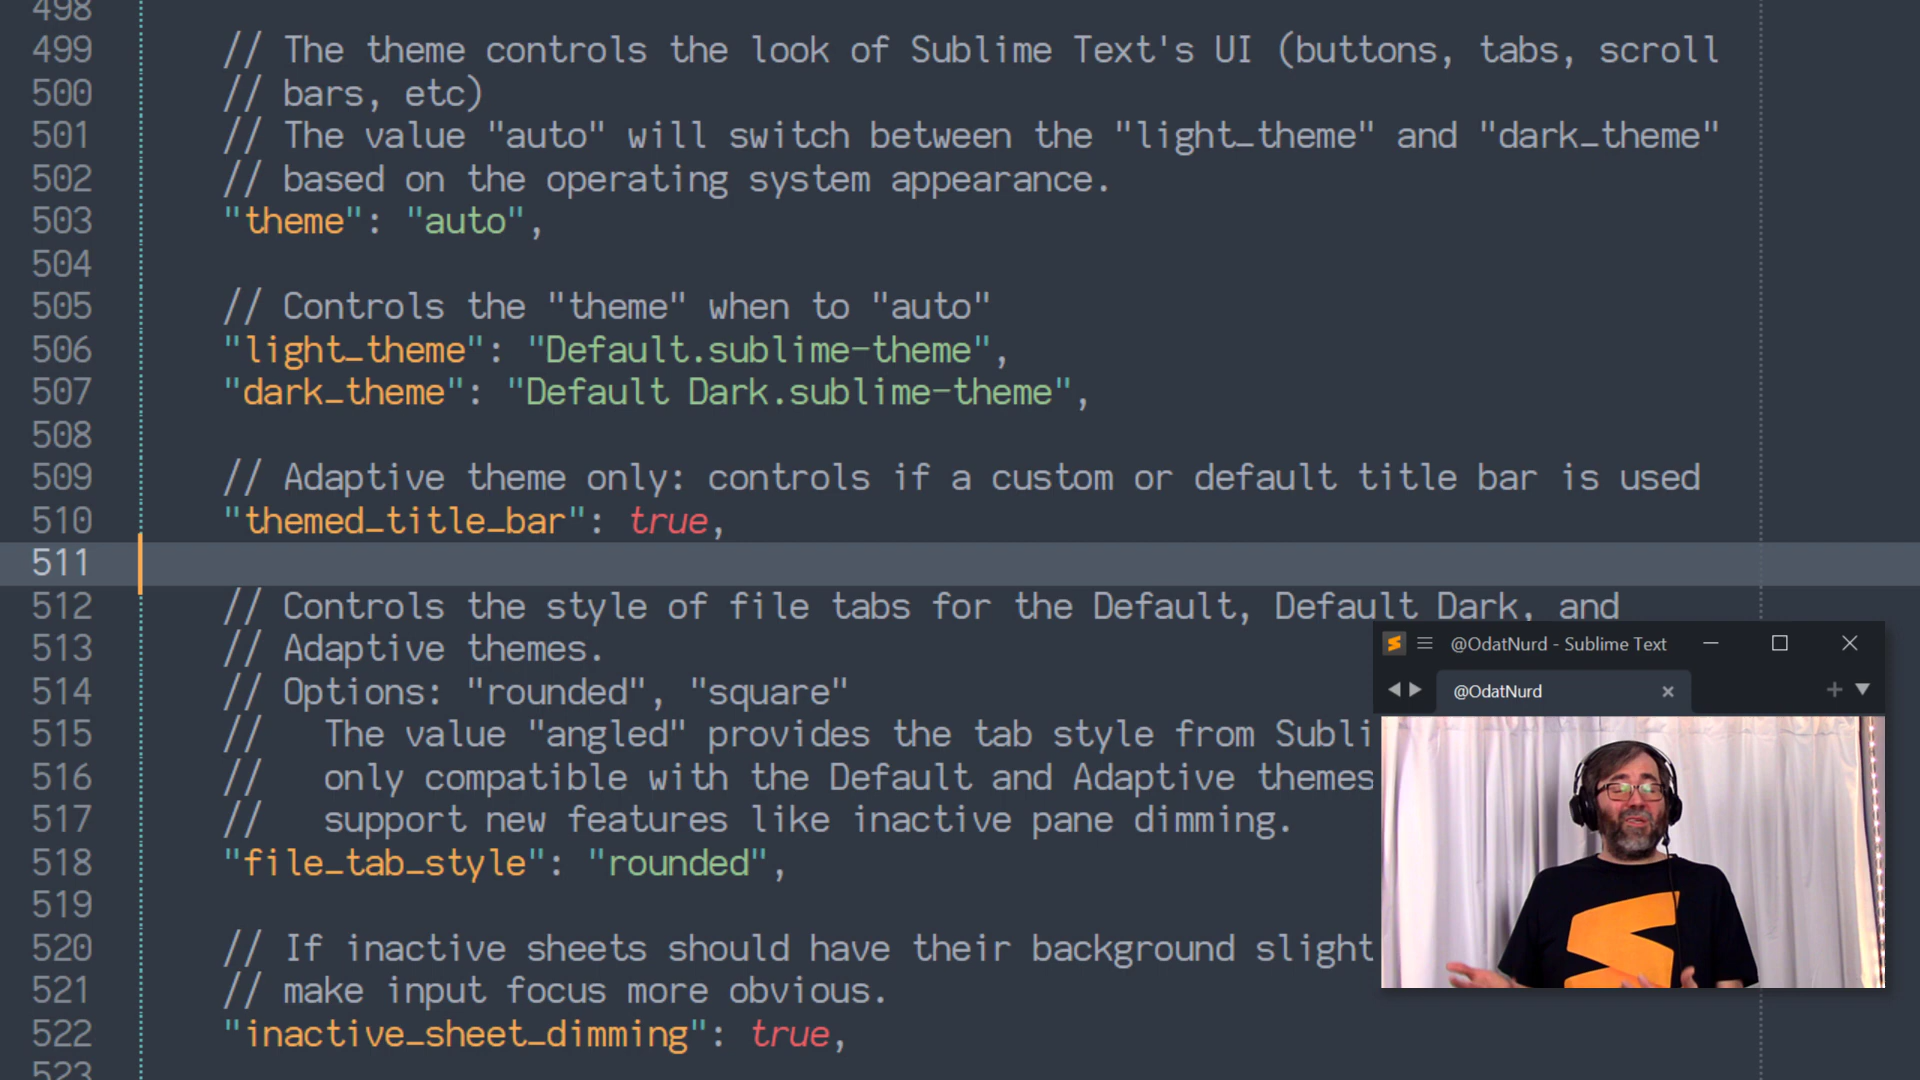 498
499 // The theme controls the look of Sublime Text's UI (buttons, tabs, scroll
500 // bars, etc)
501 // The value "auto" will switch between the "light_theme" and "dark_theme"
502 // based on the operating system appearance.
503 "theme": "auto",
504
505 // Controls the "theme" when to "auto"
506 "light_theme": "Default.sublime-theme",
507 "dark_theme": "Default Dark.sublime-theme",
508
509 // Adaptive theme only: controls if a custom or default title bar is used
510 "themed_title_bar": true,
511
512 // Controls the style of file tabs for the Default, Default Dark, and
513 // Adaptive themes.
514 // Options: "rounded", "square"
515 // The value "angled" provides the tab style from Subli
516 // only compatible with the Default and Adaptive themes
517 // support new features like inactive pane dimming.
518 "file_tab_style": "rounded",
519
520 // If inactive sheets should have their background slight
521 // make input focus more obvious.
522 "inactive_sheet_dimming": true,
523
@OdatNurd - Sublime Text
@OdatNurd